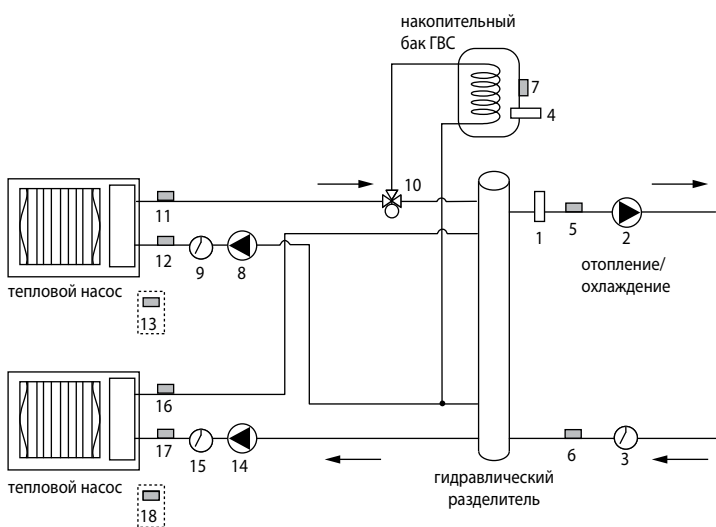 накопительный
бак ГВС
7
4
10
11
1
5
2
12
9
8
отопление/
охлаждение
тепловой насос
13
16
17
15
14
6
3
гидравлический
разделитель
тепловой насос
18